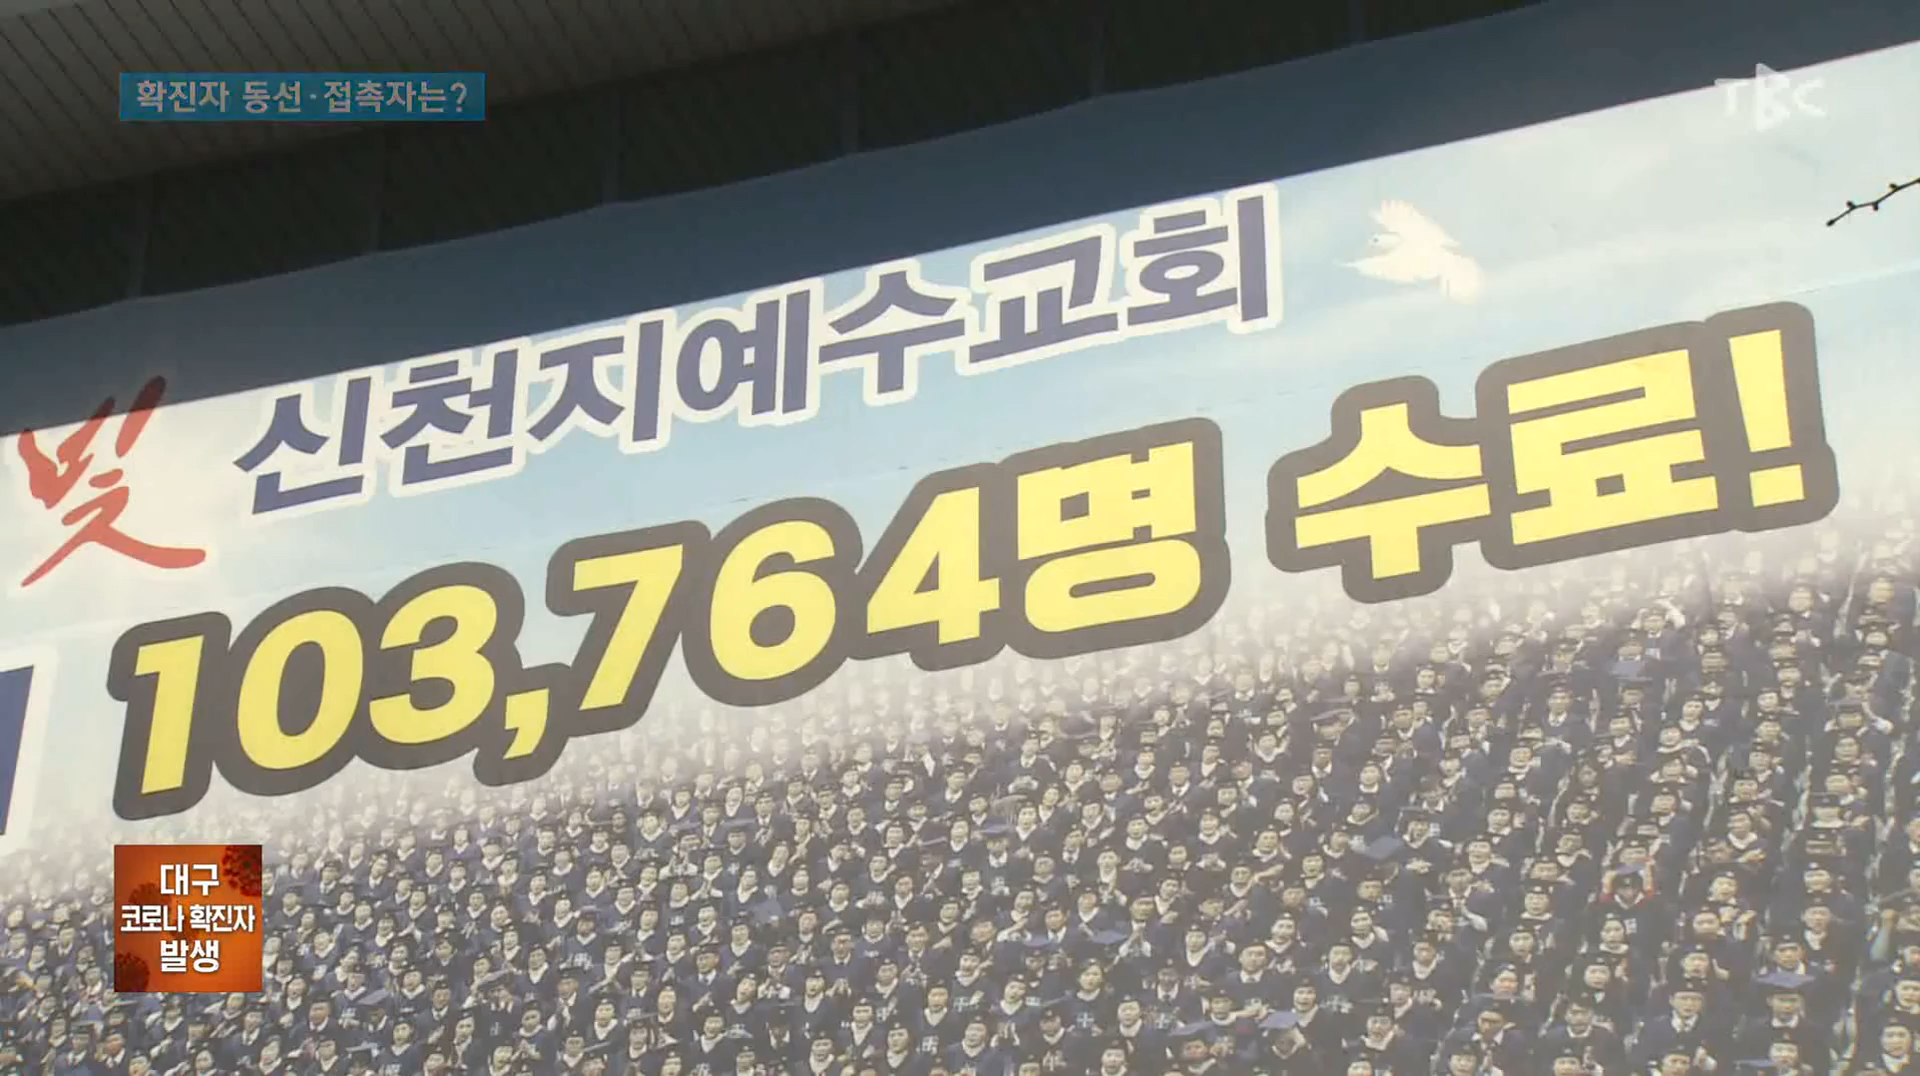 확진자 동선·접촉자는?
TBC
빛 신천지예수교회
103,764명 수료!
대구
코로나 확진자
발생